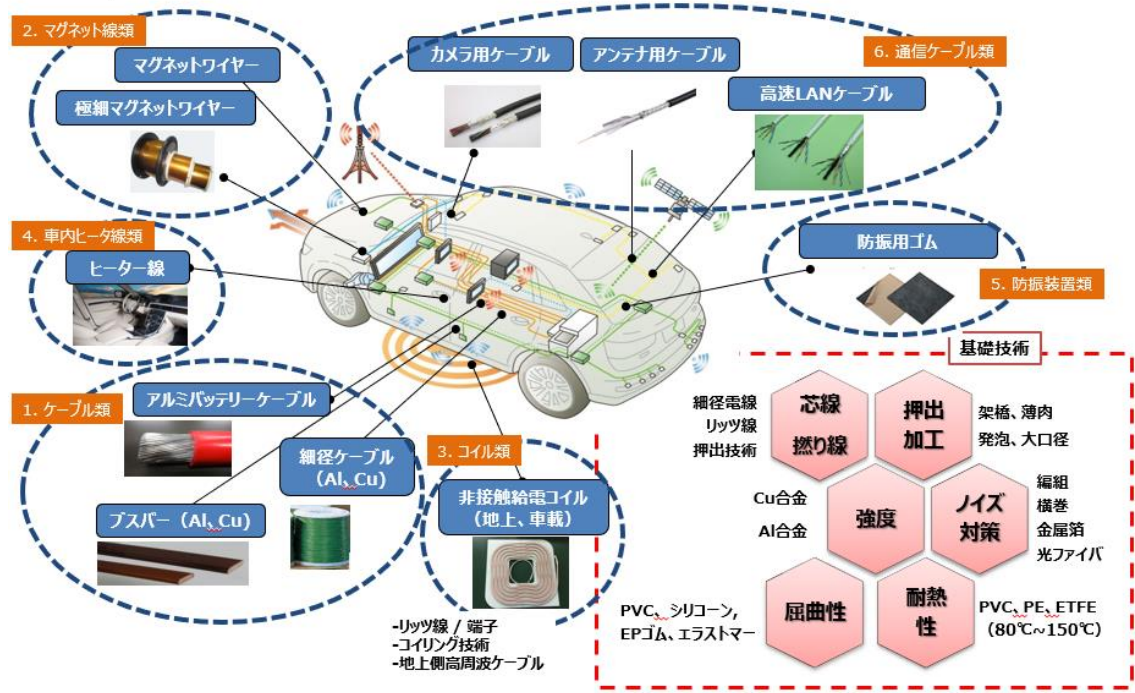 2. マグネット線類
マグネットワイヤー
極細マグネットワイヤー
カメラ用ケーブル
アンテナ用ケーブル
6. 通信ケーブル類
高速LANケーブル
4. 車内ヒータ線類
ヒーター線
防振用ゴム
5. 防振装置類
1. ケーブル類
アルミバッテリーケーブル
細径ケーブル
（Al、Cu）
ブスバー（Al、Cu）
3. コイル類
非接触給電コイル
（地上、車載）
-リッツ線 / 端子
-コイリング技術
-地上側高周波ケーブル
基礎技術
細径電線
リッツ線
押出技術
芯線
撚り線
押出
加工
架橋、薄肉
発泡、大口径
Cu合金
Al合金
強度
ノイズ
対策
編組
横巻
金属箔
光ファイバ
PVC、シリコーン,
EPゴム、エラストマー
屈曲性
耐熱
性
PVC、PE、ETFE
（80℃~150℃）